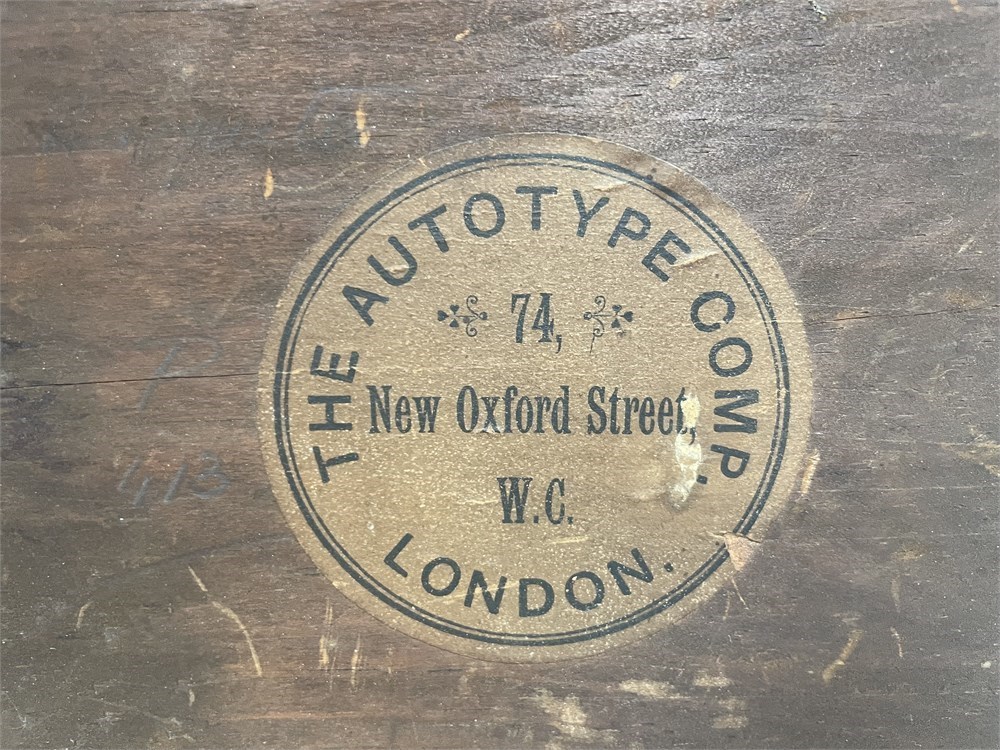 THE AUTOTYPE COMP.
74,
New Oxford Street,
W.C.
LONDON.